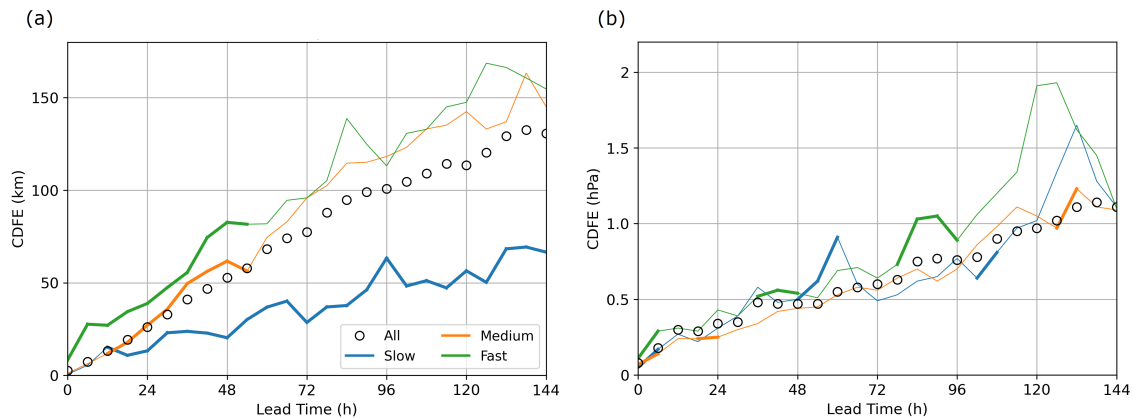 (a)
150
100
50
0
CDFE (km)
0 24 48 72 96 120 144
Lead Time (h)
All Medium
Slow Fast
(b)
2
1.5
1.0
0.5
0
CDFE (hPa)
0 24 48 72 96 120 144
Lead Time (h)